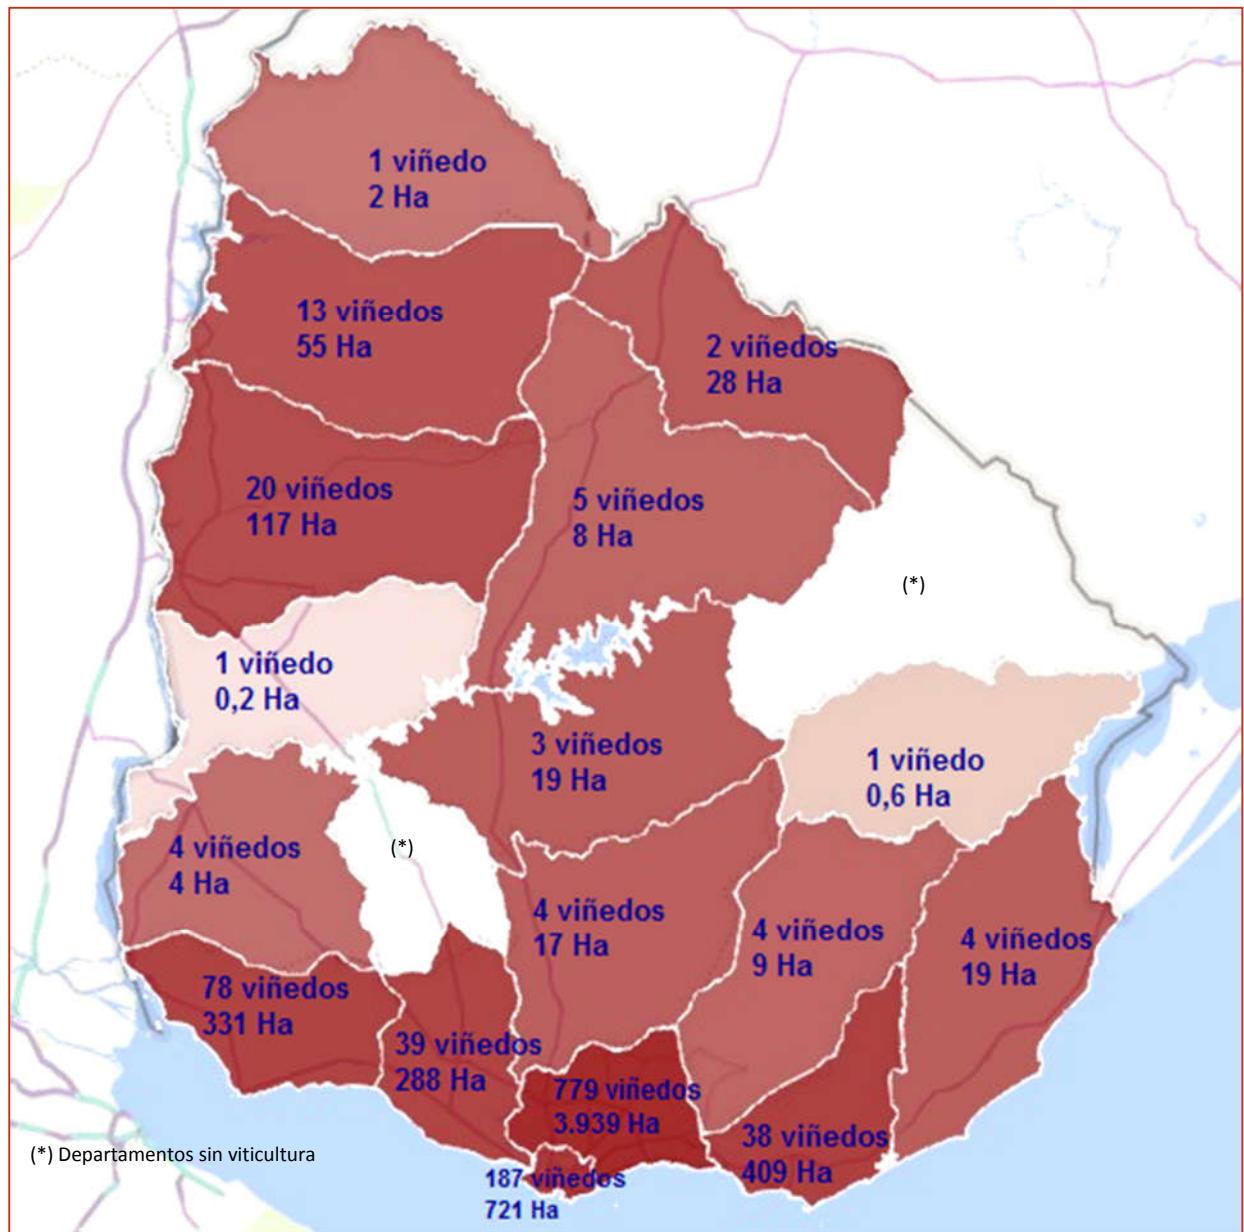 1 viñedo
2 Ha
13 viñedos
55 Ha
2 viñedos
28 Ha
20 viñedos
117 Ha
5 viñedos
8 Ha
(*)
1 viñedo
0,2 Ha
3 viñedos
19 Ha
1 viñedo
0,6 Ha
4 viñedos
4 Ha
(*)
4 viñedos
17 Ha
4 viñedos
9 Ha
4 viñedos
19 Ha
78 viñedos
331 Ha
39 viñedos
288 Ha
779 viñedos
3.939 Ha
38 viñedos
409 Ha
(*) Departamentos sin viticultura
187 viñedos
721 Ha